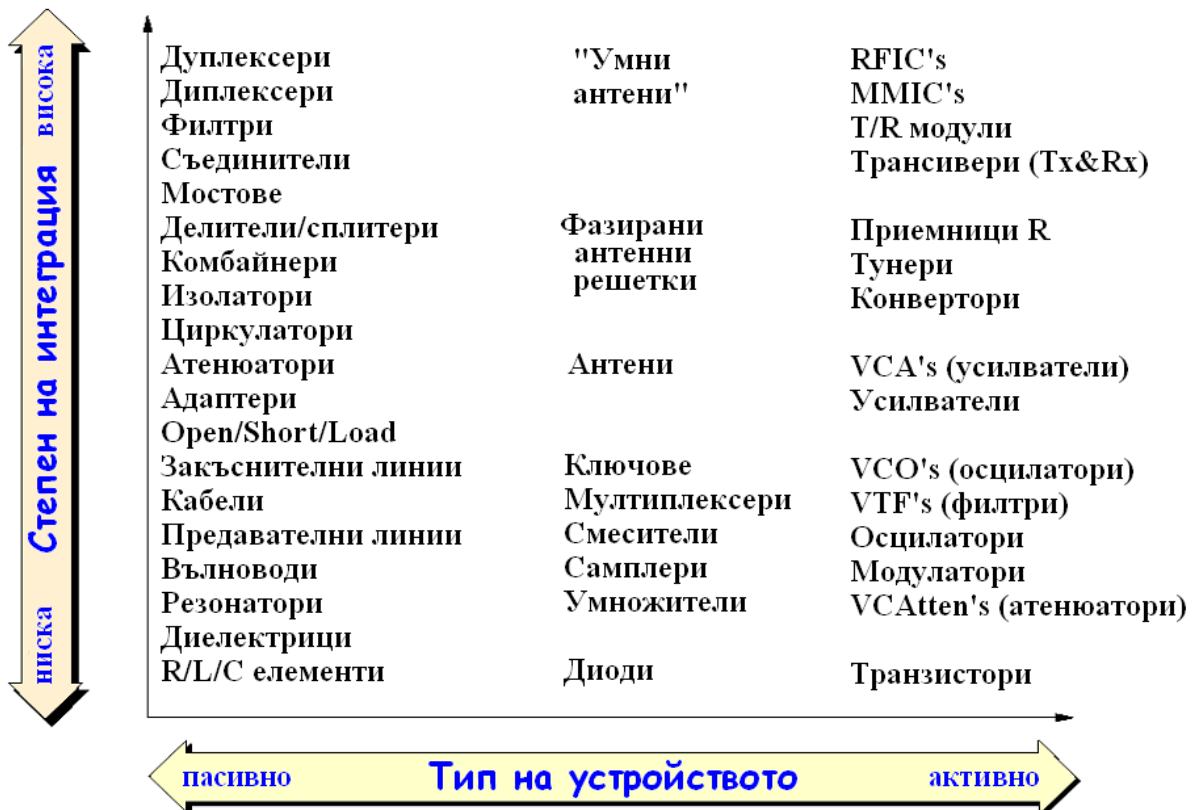 висока
Степен на интеграция
ниска
Дуплексери
Диплексери
Филтри
Съединители
Мостове
Делители/сплитери
Комбайнери
Изолатори
Циркулатори
Атенюатори
Адаптери
Open/Short/Load
Закъснителни линии
Кабели
Предавателни линии
Вълноводи
Резонатори
Диелектрици
R/L/C елементи
"Умни
антени"
Фазирани
антенни
решетки
Антени
Ключове
Мултиплексери
Смесители
Самплери
Умножители
Диоди
RFIC's
MMIC's
T/R модули
Трансивери (Tx&Rx)
Приемници R
Тунери
Конвертори
VCA's (усилватели)
Усилватели
VCO's (осцилатори)
VTF's (филтри)
Осцилатори
Модулатори
VCAtten's (атенюатори)
Транзистори
пасивно
Тип на устройството
активно